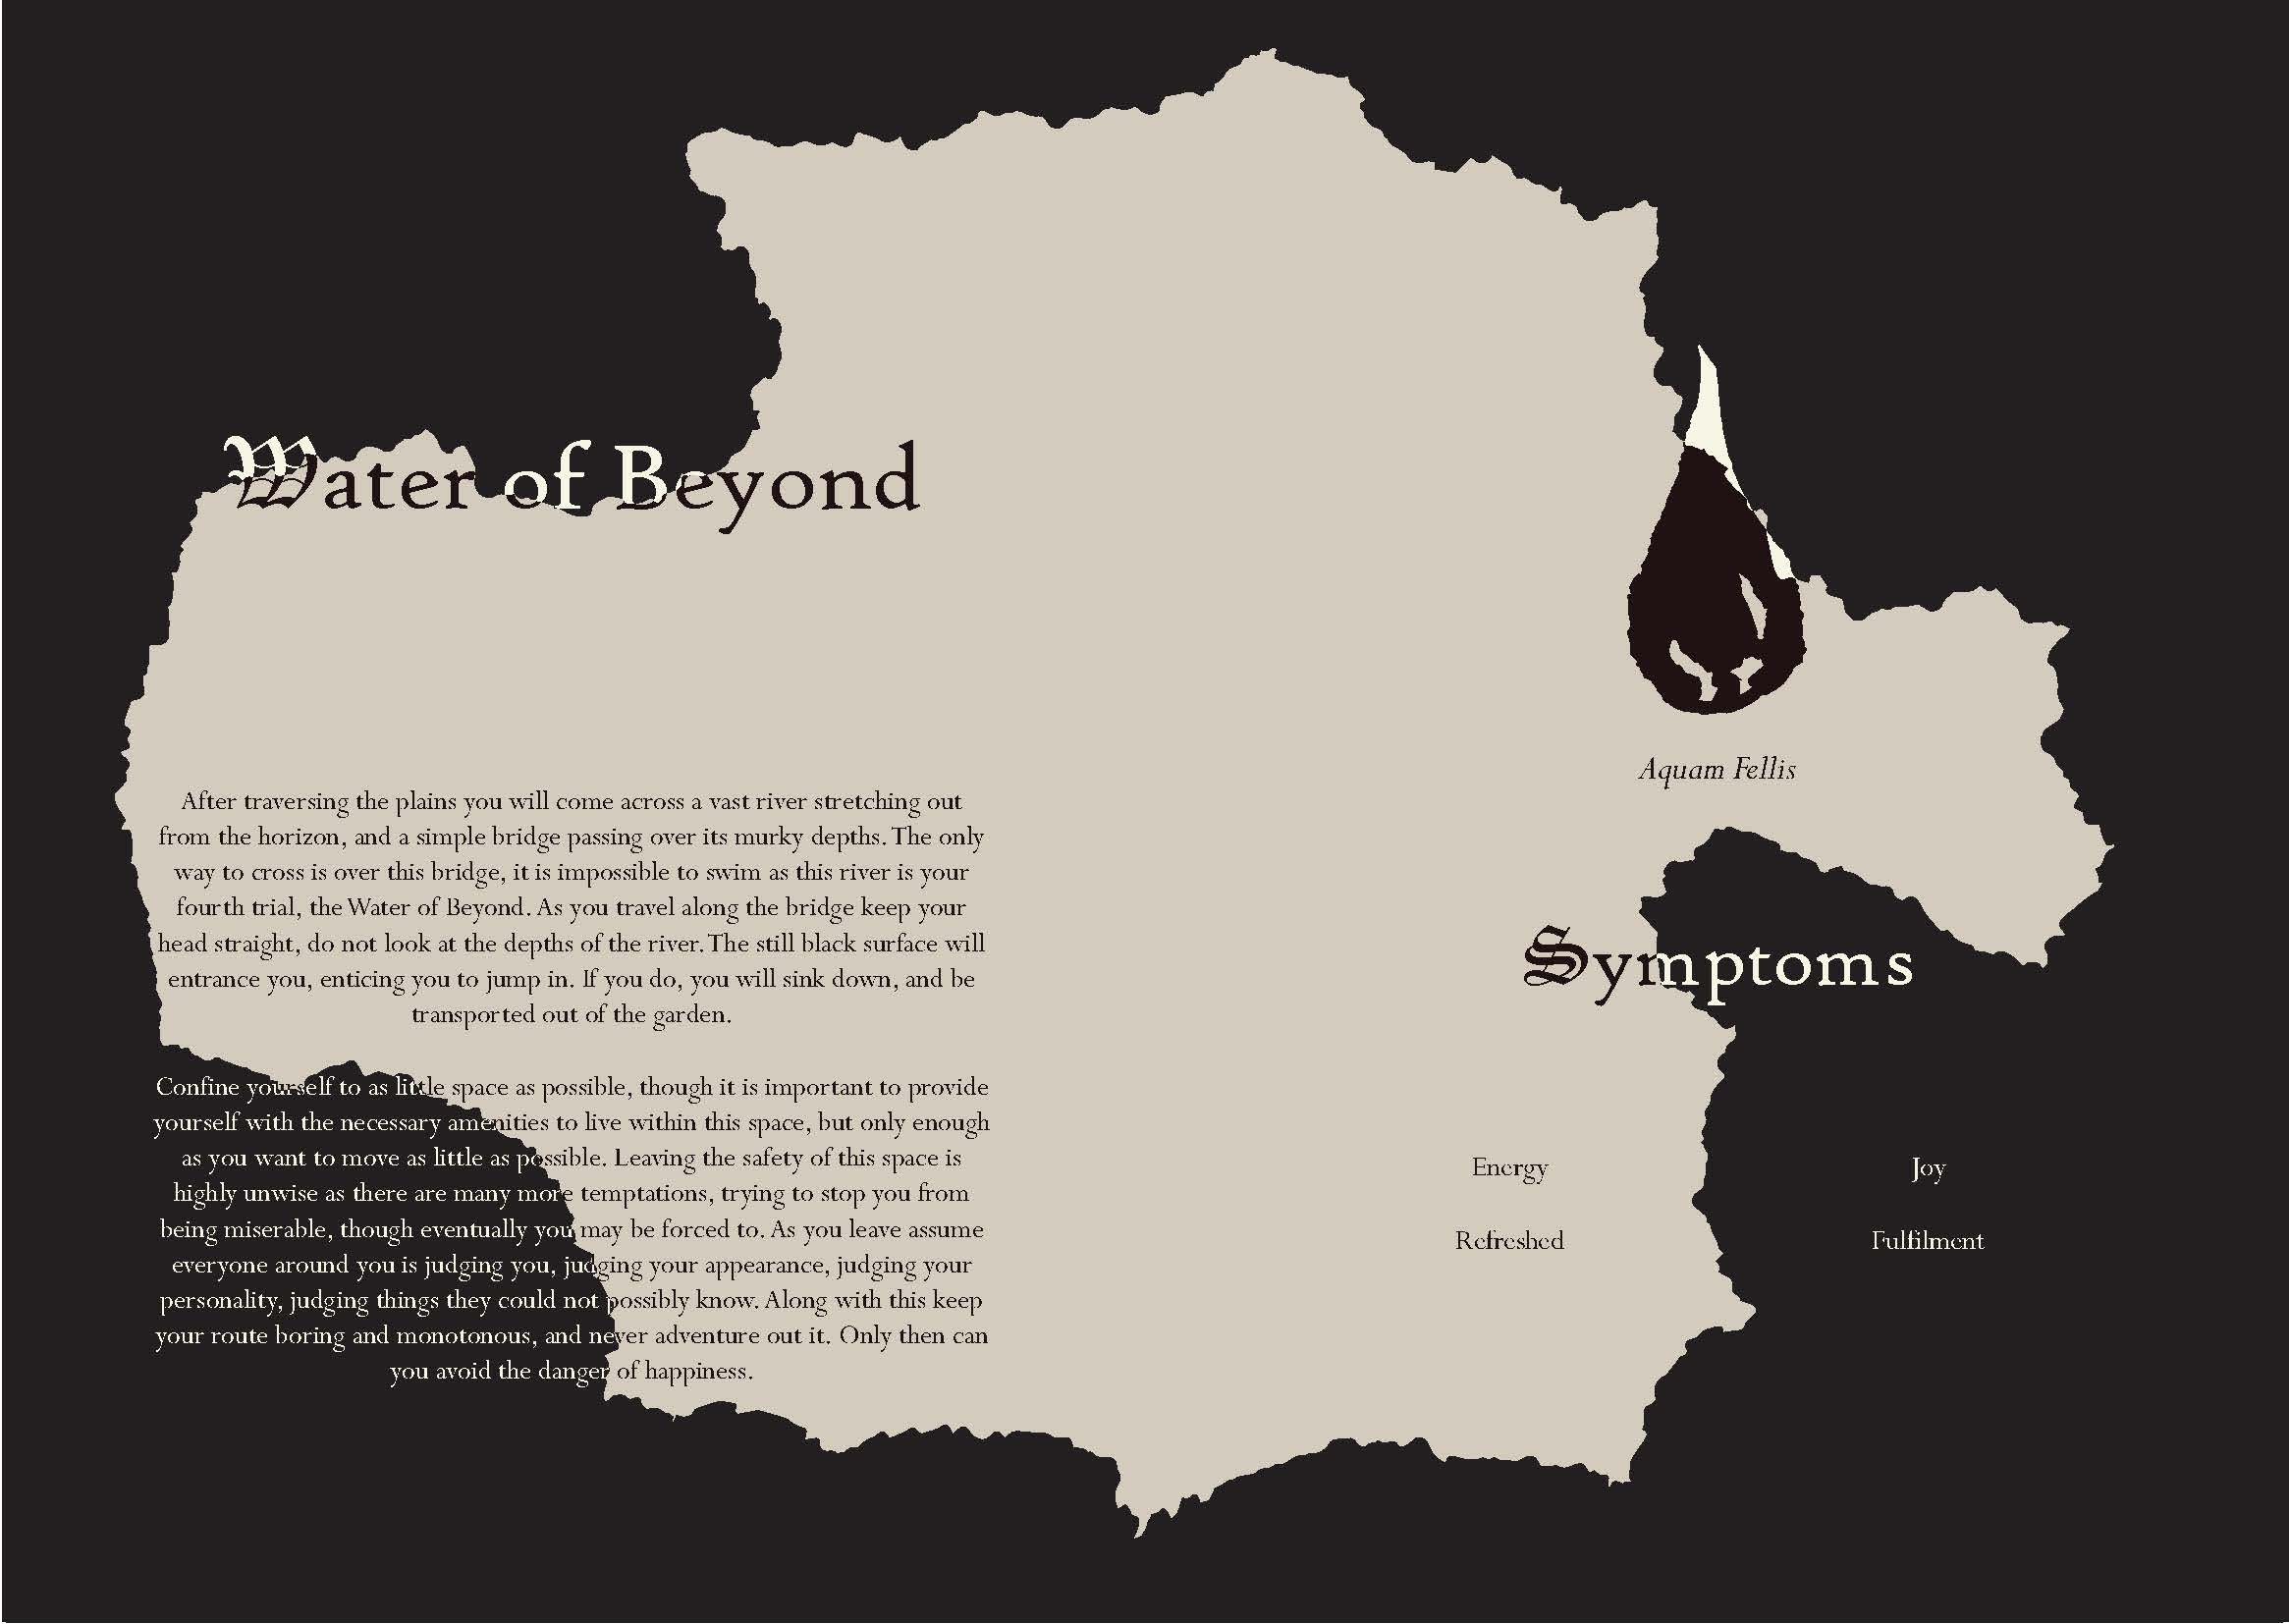 Water of Beyond
After traversing the plains you will come across a vast river stretching out
from the horizon, and a simple bridge passing over its murky depths. The only
way to cross is over this bridge, it is impossible to swim as this river is your
fourth trial, the Water of Beyond. As you travel along the bridge keep your
head straight, do not look at the depths of the river. The still black surface will
entrance you, enticing you to jump in. If you do, you will sink down, and be
transported out of the garden.
Confine yourself to as little space as possible, though it is important to provide
yourself with the necessary amenities to live within this space, but only enough
as you want to move as little as possible. Leaving the safety of this space is
highly unwise as there are many more temptations, trying to stop you from
being miserable, though eventually you may be forced to. As you leave assume
everyone around you is judging you, judging your appearance, judging your
personality, judging things they could not possibly know. Along with this keep
your route boring and monotonous, and never adventure out it. Only then can
you avoid the danger of happiness.
Aquam Fellis
Symptoms
Energy
Joy
Refreshed
Fulfilment